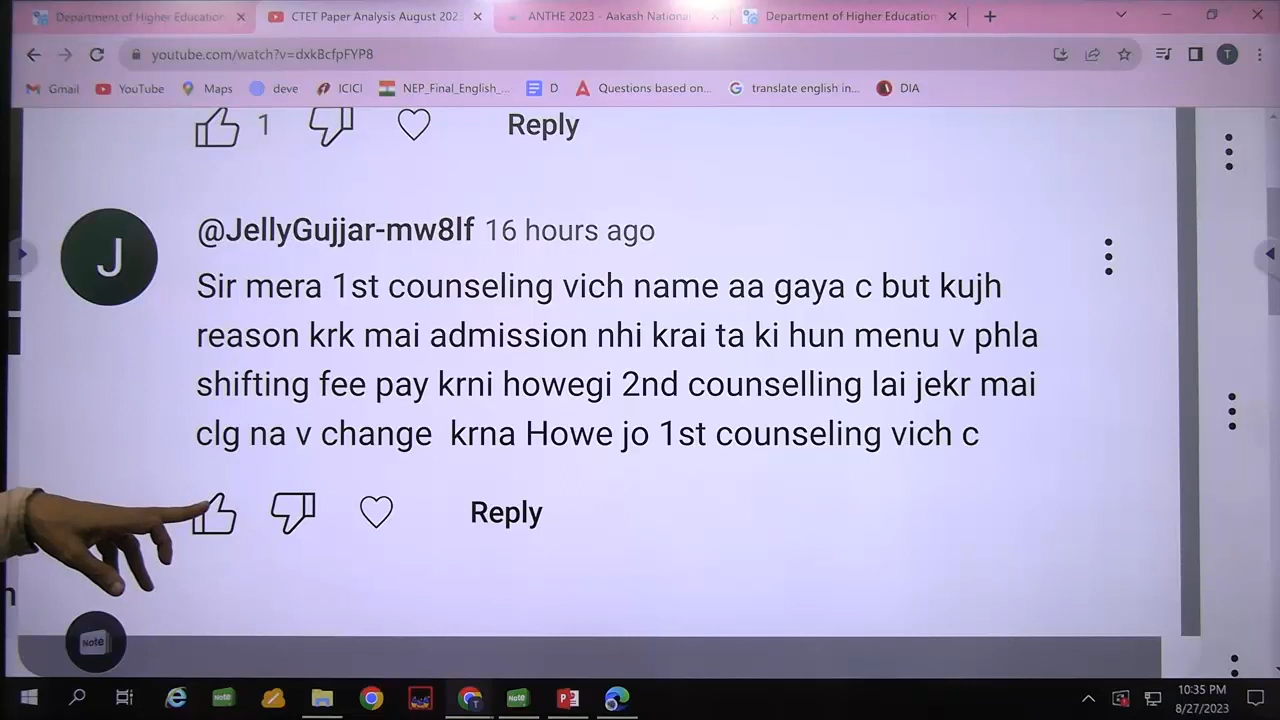 Department of Higher Education
CTET Paper Analysis August 202
ANTHE 2023 - Aakash National
Department of Higher Education
youtube.com/watch?v=dxkBcfpFYP8
T
Gmail
YouTube
Maps
deve
ICICI
NEP_Final_English_...
D
Questions based on...
translate english in...
DIA
1
Reply
J
@JellyGujjar-mw8lf 16 hours ago
Sir mera 1st counseling vich name aa gaya c but kujh
reason krk mai admission nhi krai ta ki hun menu v phla
shifting fee pay krni howegi 2nd counselling lai jekr mai
clg na v change krna Howe jo 1st counseling vich c
Reply
Note
10:35 PM
8/27/2023